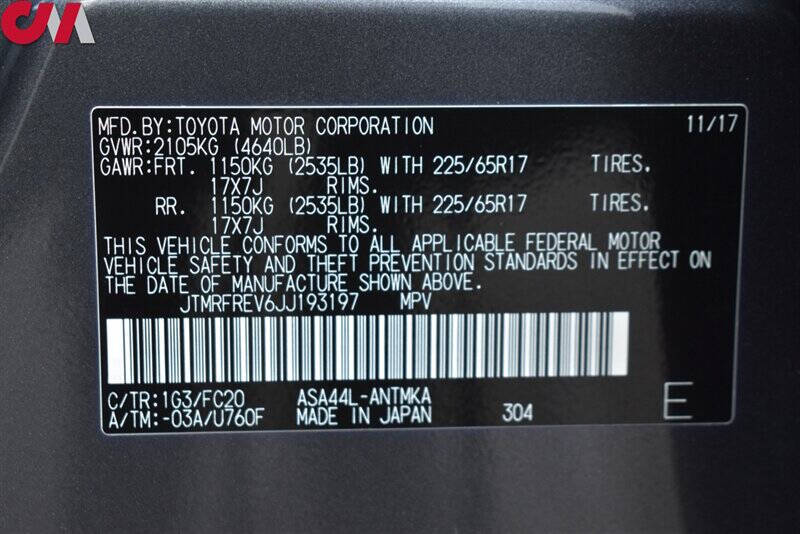 CM
MFD.BY:TOYOTA MOTOR CORPORATION 11/17
GVWR:2105KG (4640LB)
GAWR:FRT. 1150KG (2535LB) WITH 225/65R17 TIRES.
17X7J RIMS.
RR. 1150KG (2535LB) WITH 225/65R17 TIRES.
17X7J RIMS.
THIS VEHICLE CONFORMS TO ALL APPLICABLE FEDERAL MOTOR
VEHICLE SAFETY AND THEFT PREVENTION STANDARDS IN EFFECT ON
THE DATE OF MANUFACTURE SHOWN ABOVE.
JTMRFREV6JJ193197 MPV
C/TR:1G3/FC20 ASA44L-ANTMKA
A/TM:-03A/U760F MADE IN JAPAN 304 E